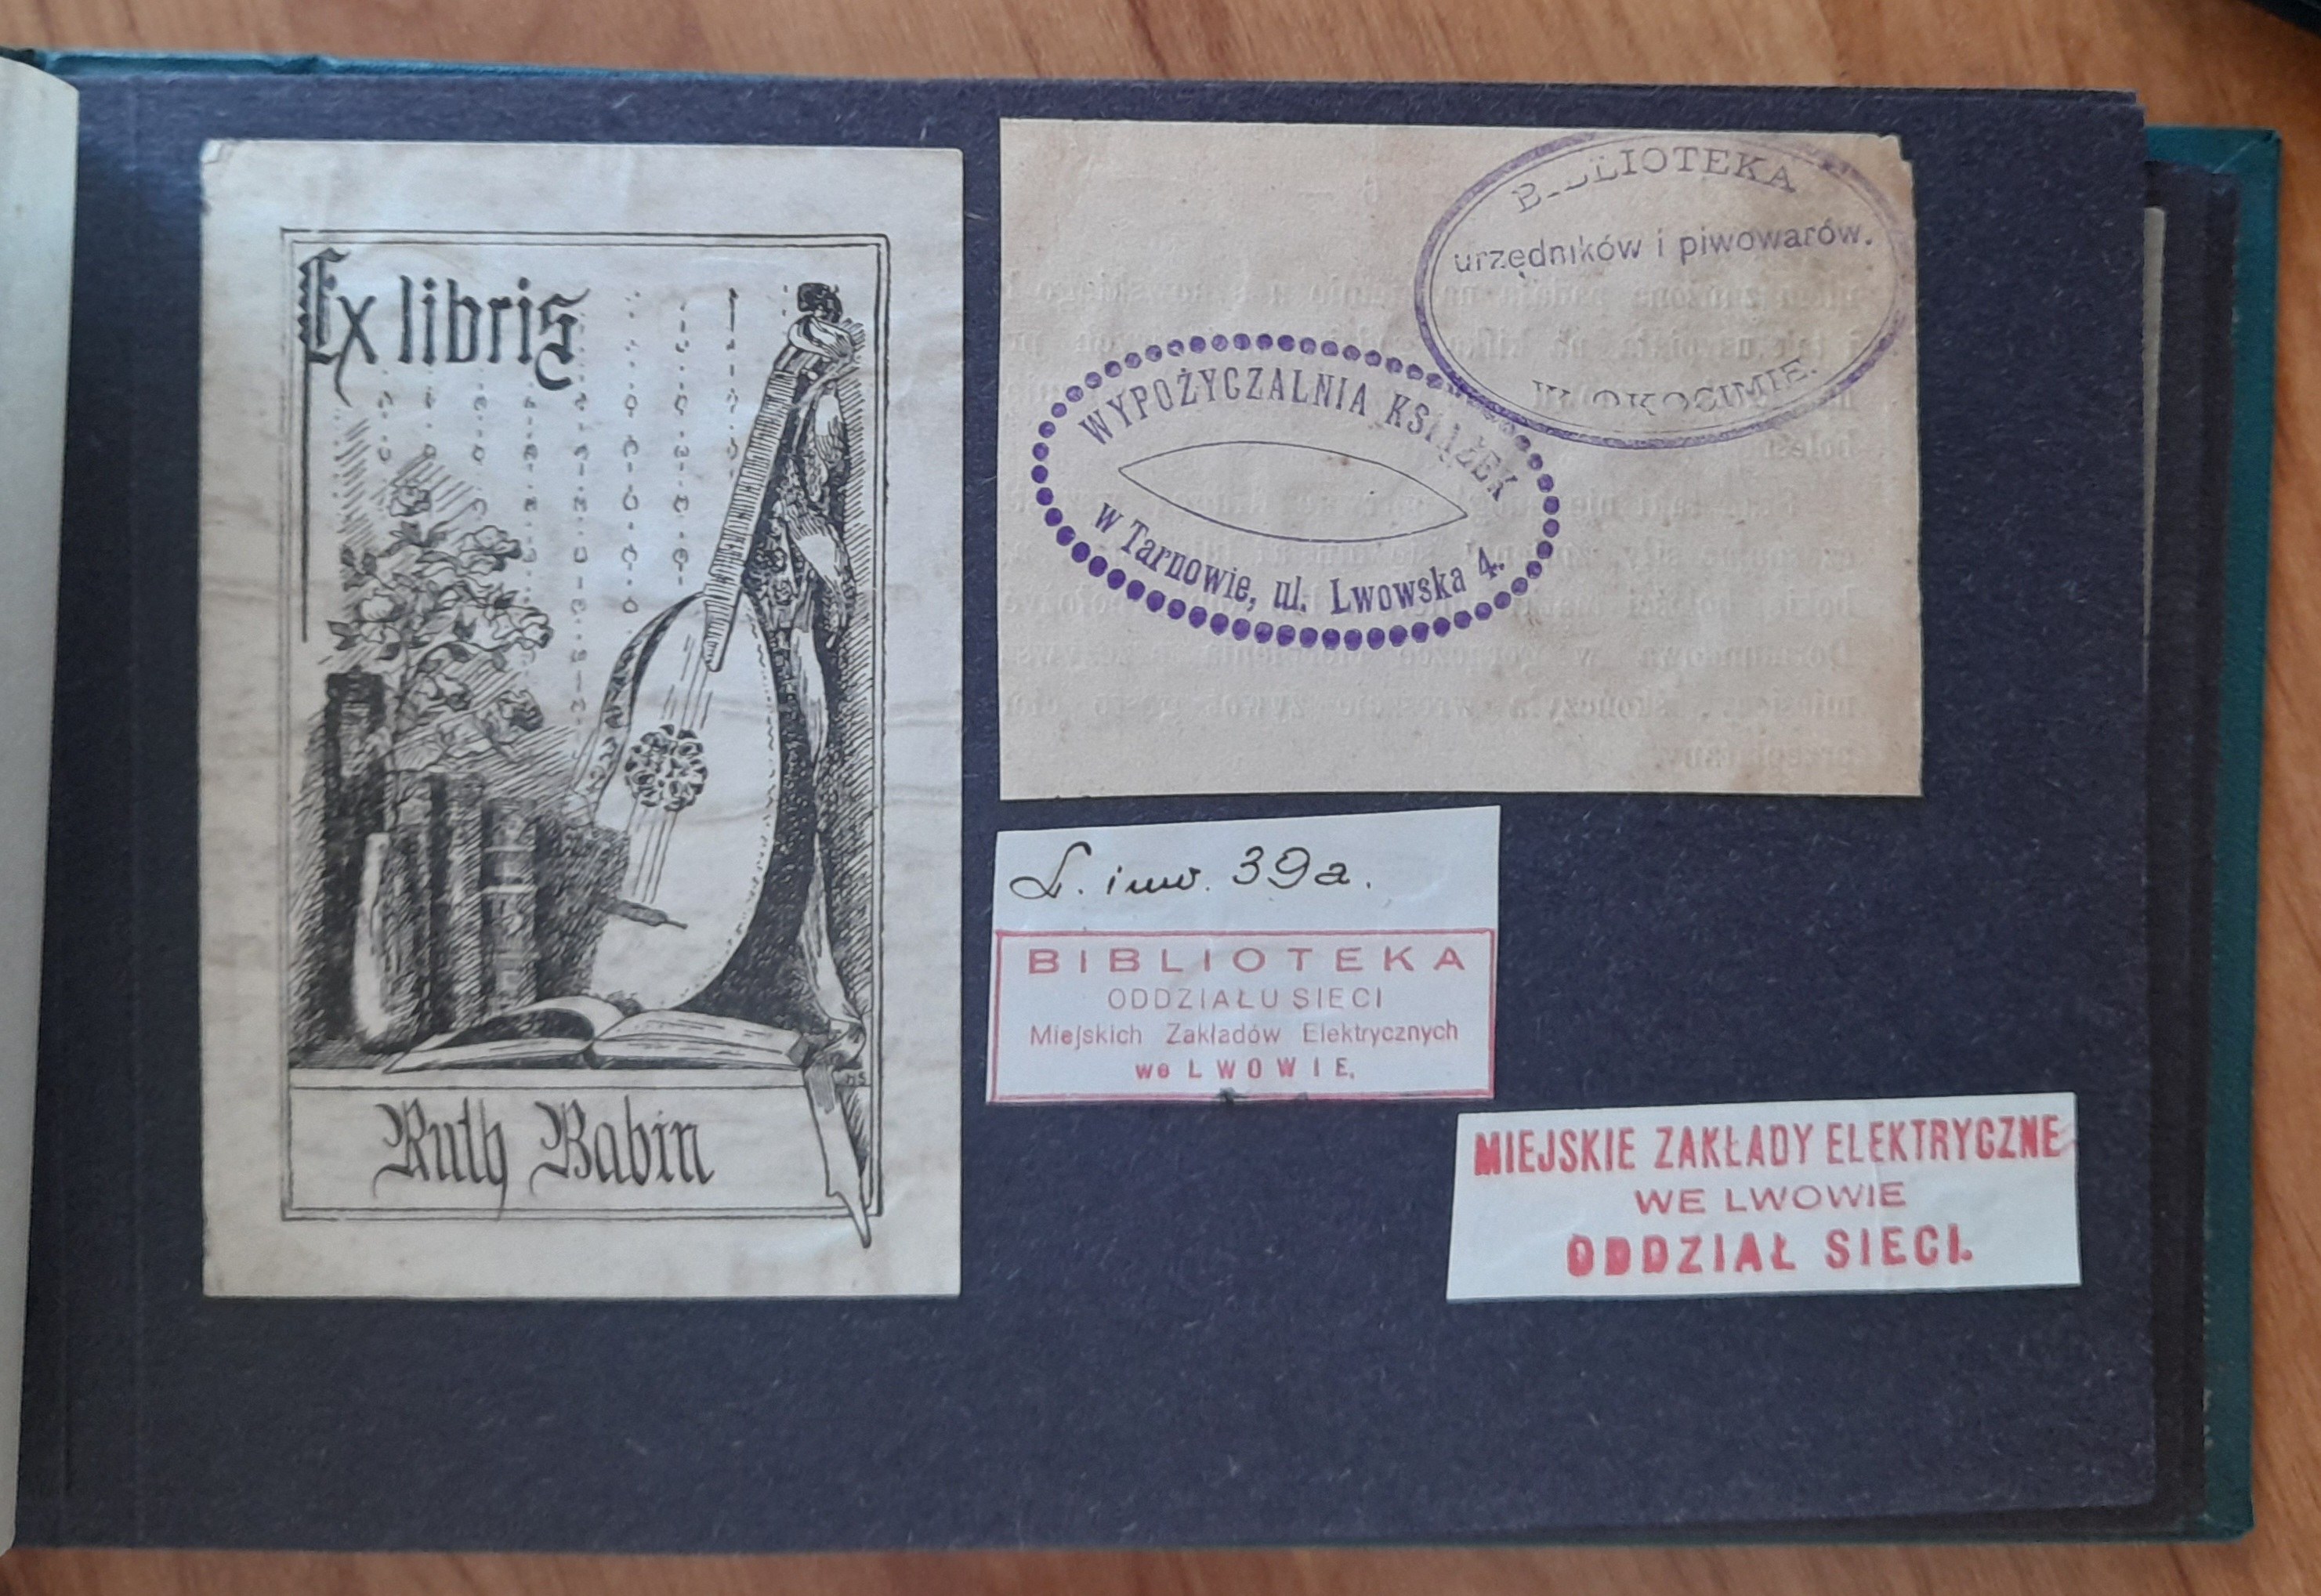 Ex libris
Ruth Babin
BIBLIOTEKA
urzędników i piwowarów.
W OKOCIMIE.
WYPOŻYCZALNIA KSIĄŻEK
w Tarnowie, ul. Lwowska 4.
L. inw. 39a.
BIBLIOTEKA
ODDZIAŁU SIECI
Miejskich Zakładów Elektrycznych
we LWOWIE.
MIEJSKIE ZAKŁADY ELEKTRYCZNE
WE LWOWIE
ODDZIAŁ SIECI.